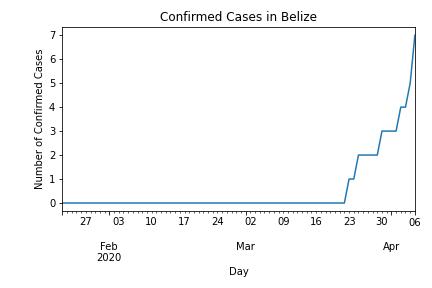 Confirmed Cases in Belize
Number of Confirmed Cases
7
6
5
4
3
2
1
0
27 03 10 17 24 02 09 16 23 30 06
Feb Mar Apr
2020
Day